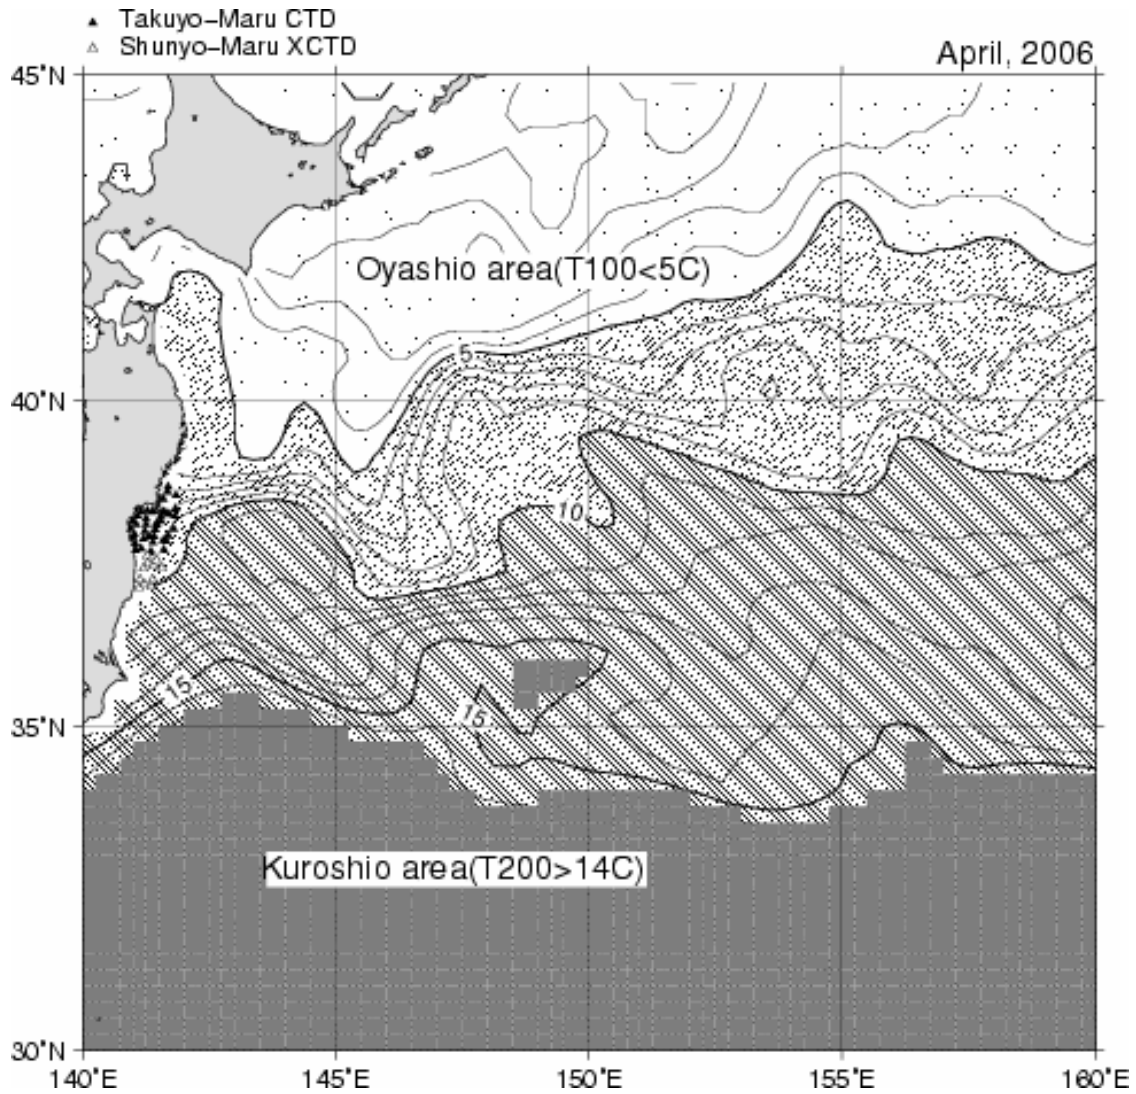 Takuyo-Maru CTD
Shunyo-Maru XCTD
April, 2006
45°N
Oyashio area(T100<5C)
5
40°N
10
15
15
35°N
Kuroshio area(T200>14C)
30°N
140°E 145°E 150°E 155°E 160°E